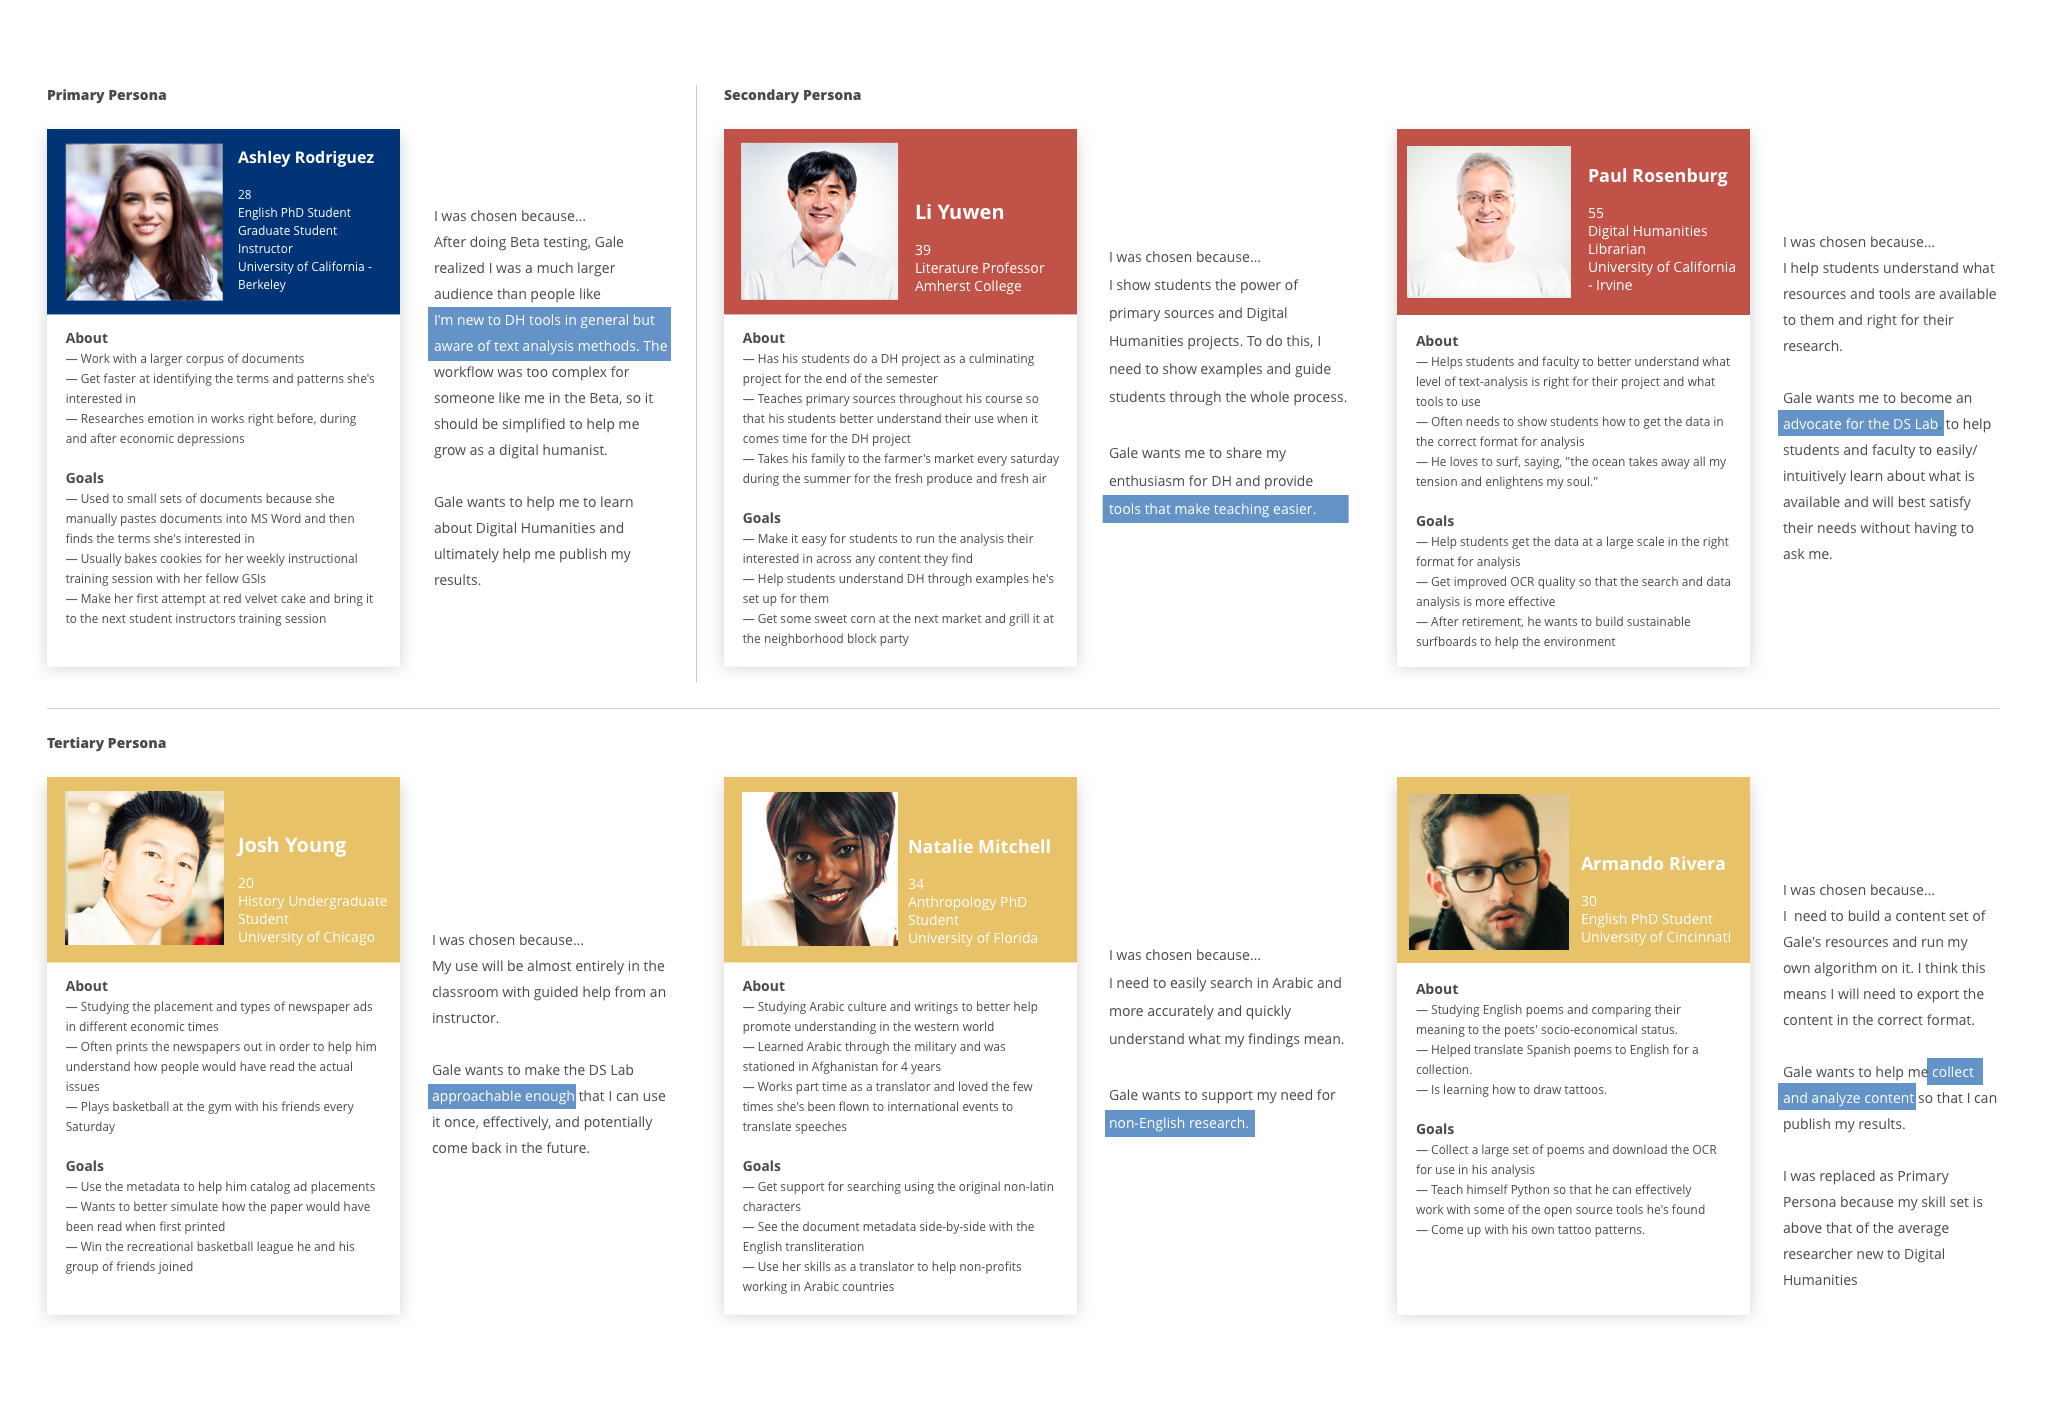 Primary Persona
Ashley Rodriguez
28
English PhD Student
Graduate Student
Instructor
University of California -
Berkeley
About
— Work with a larger corpus of documents
— Get faster at identifying the terms and patterns she's
interested in
— Researches emotion in works right before, during
and after economic depressions
Goals
— Used to small sets of documents because she
manually pastes documents into MS Word and then
finds the terms she's interested in
— Usually bakes cookies for her weekly instructional
training session with her fellow GSIs
— Make her first attempt at red velvet cake and bring it
to the next student instructors training session
I was chosen because...
After doing Beta testing, Gale
realized I was a much larger
audience than people like
I'm new to DH tools in general but
aware of text analysis methods. The
workflow was too complex for
someone like me in the Beta, so it
should be simplified to help me
grow as a digital humanist.
Gale wants to help me to learn
about Digital Humanities and
ultimately help me publish my
results.
Secondary Persona
Li Yuwen
39
Literature Professor
Amherst College
About
— Has his students do a DH project as a culminating
project for the end of the semester
— Teaches primary sources throughout his course so
that his students better understand their use when it
comes time for the DH project
— Takes his family to the farmer's market every saturday
during the summer for the fresh produce and fresh air
Goals
— Make it easy for students to run the analysis their
interested in across any content they find
— Help students understand DH through examples he's
set up for them
— Get some sweet corn at the next market and grill it at
the neighborhood block party
I was chosen because...
I show students the power of
primary sources and Digital
Humanities projects. To do this, I
need to show examples and guide
students through the whole process.
Gale wants me to share my
enthusiasm for DH and provide
tools that make teaching easier.
Paul Rosenburg
55
Digital Humanities
Librarian
University of California
- Irvine
About
— Helps students and faculty to better understand what
level of text-analysis is right for their project and what
tools to use
— Often needs to show students how to get the data in
the correct format for analysis
— He loves to surf, saying, "the ocean takes away all my
tension and enlightens my soul."
Goals
— Help students get the data at a large scale in the right
format for analysis
— Get improved OCR quality so that the search and data
analysis is more effective
— After retirement, he wants to build sustainable
surfboards to help the environment
I was chosen because...
I help students understand what
resources and tools are available
to them and right for their
research.
Gale wants me to become an
advocate for the DS Lab to help
students and faculty to easily/
intuitively learn about what is
available and will best satisfy
their needs without having to
ask me.
Tertiary Persona
Josh Young
20
History Undergraduate
Student
University of Chicago
About
— Studying the placement and types of newspaper ads
in different economic times
— Often prints the newspapers out in order to help him
understand how people would have read the actual
issues
— Plays basketball at the gym with his friends every
Saturday
Goals
— Use the metadata to help him catalog ad placements
— Wants to better simulate how the paper would have
been read when first printed
— Win the recreational basketball league he and his
group of friends joined
I was chosen because...
My use will be almost entirely in the
classroom with guided help from an
instructor.
Gale wants to make the DS Lab
approachable enough that I can use
it once, effectively, and potentially
come back in the future.
Natalie Mitchell
34
Anthropology PhD
Student
University of Florida
About
— Studying Arabic culture and writings to better help
promote understanding in the western world
— Learned Arabic through the military and was
stationed in Afghanistan for 4 years
— Works part time as a translator and loved the few
times she's been flown to international events to
translate speeches
Goals
— Get support for searching using the original non-latin
characters
— See the document metadata side-by-side with the
English transliteration
— Use her skills as a translator to help non-profits
working in Arabic countries
I was chosen because...
I need to easily search in Arabic and
more accurately and quickly
understand what my findings mean.
Gale wants to support my need for
non-English research.
Armando Rivera
30
English PhD Student
University of Cincinnati
About
— Studying English poems and comparing their
meaning to the poets' socio-economical status.
— Helped translate Spanish poems to English for a
collection.
— Is learning how to draw tattoos.
Goals
— Collect a large set of poems and download the OCR
for use in his analysis
— Teach himself Python so that he can effectively
work with some of the open source tools he's found
— Come up with his own tattoo patterns.
I was chosen because...
I need to build a content set of
Gale's resources and run my
own algorithm on it. I think this
means I will need to export the
content in the correct format.
Gale wants to help me collect
and analyze content so that I can
publish my results.
I was replaced as Primary
Persona because my skill set is
above that of the average
researcher new to Digital
Humanities